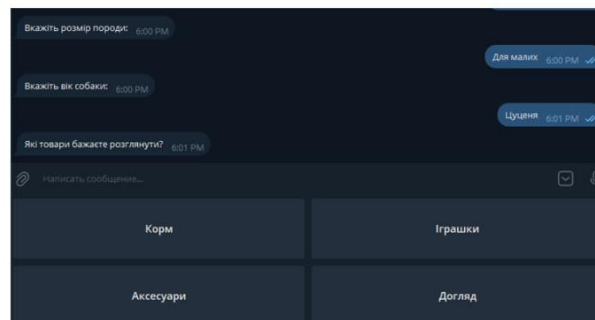 Вкажіть розмір породи: 6:00 PM
Для малих 6:00 PM
Вкажіть вік собаки: 6:00 PM
Цуценя 6:01 PM
Які товари бажаєте розглянути? 6:01 PM
Написать сообщение...
Корм
Іграшки
Аксесуари
Догляд